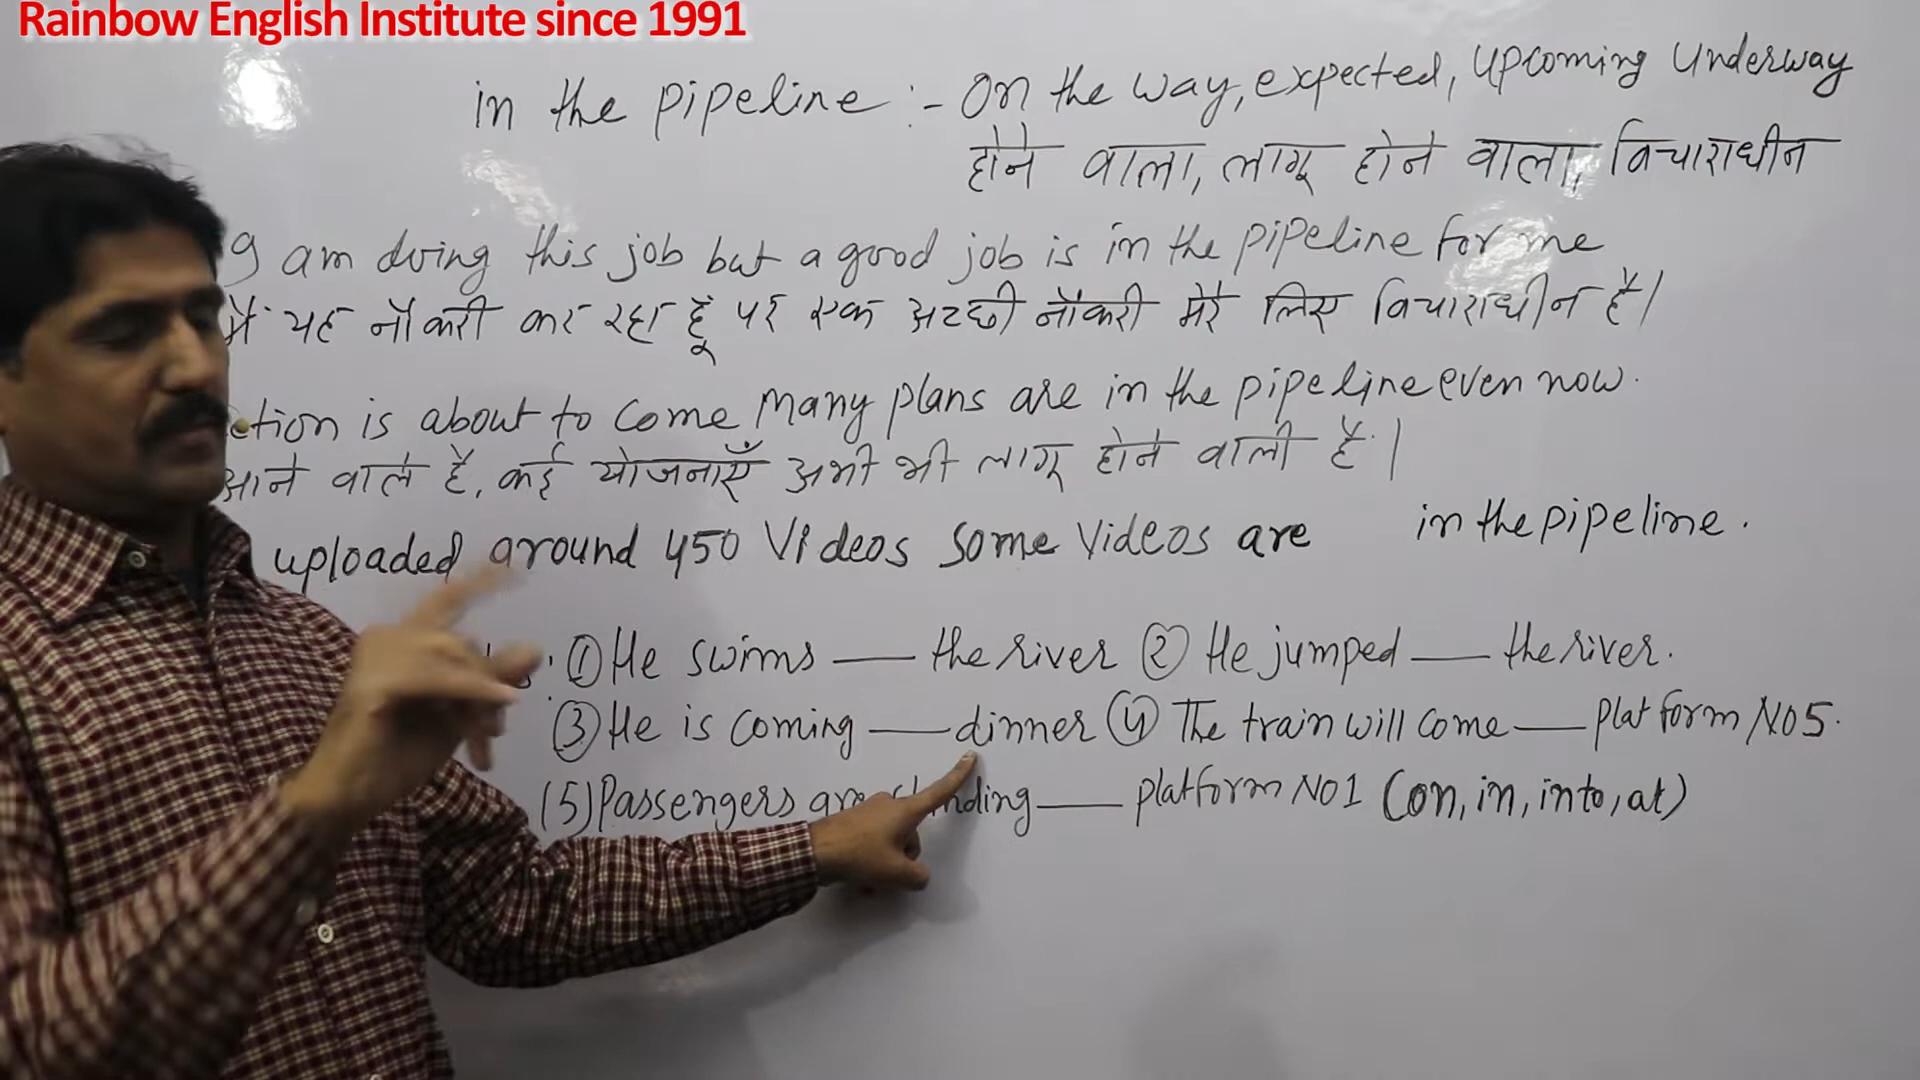 Rainbow English Institute since 1991
in the pipeline :- On the way, expected, upcoming underway
होने वाला, लागू होने वाला, विचाराधीन
I am doing this job but a good job is in the pipeline for me
मैं यह नौकरी कर रहा हूँ पर एक अच्छी नौकरी मेरे लिए विचाराधीन है।
ction is about to come many plans are in the pipeline even now.
आने वाले हैं, कई योजनाएँ अभी भी लागू होने वाली हैं।
uploaded around 450 Videos some videos are in the pipeline.
① He swims — the river ② He jumped — the river.
③ He is coming — dinner ④ The train will come — platform NO 5.
(5) Passengers are standing — platform NO 1 (on, in, into, at)